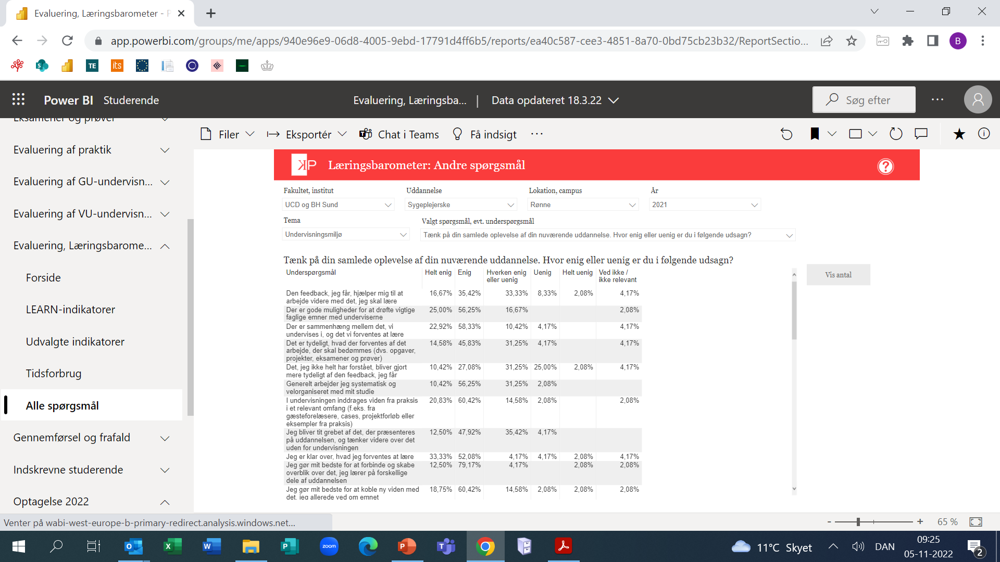 Evaluering, Læringsbarometer - P
app.powerbi.com/groups/me/apps/940e96e9-06d8-4005-9ebd-17791d4ff6b5/reports/ea40c587-cee3-4851-8a70-0bd75cb23b32/ReportSectio...
B
S
TE
its
Power BI Studerende
Evaluering, Læringsba... | Data opdateret 18.3.22
Søg efter
Eksamener og prøver
Evaluering af praktik
Evaluering af GU-undervisn...
Evaluering af VU-undervisn...
Evaluering, Læringsbarome...
Forside
LEARN-indikatorer
Udvalgte indikatorer
Tidsforbrug
Alle spørgsmål
Gennemførsel og frafald
Indskrevne studerende
Optagelse 2022
Filer Eksportér Chat i Teams Få indsigt
KP Læringsbarometer: Andre spørgsmål ?
Fakultet, institut Uddannelse Lokation, campus År
UCD og BH Sund Sygeplejerske Rønne 2021
Tema Valgt spørgsmål, evt. underspørgsmål
Undervisningsmiljø Tænk på din samlede oplevelse af din nuværende uddannelse. Hvor enig eller uenig er du i følgende udsagn?
Tænk på din samlede oplevelse af din nuværende uddannelse. Hvor enig eller uenig er du i følgende udsagn?
Underspørgsmål Helt enig Enig Hverken enig Uenig Helt uenig Ved ikke /
eller uenig ikke relevant
Vis antal
Den feedback, jeg får, hjælper mig til at 16,67% 35,42% 33,33% 8,33% 2,08% 4,17%
arbejde videre med det, jeg skal lære
Der er gode muligheder for at drøfte vigtige 25,00% 56,25% 16,67% 2,08%
faglige emner med underviserne
Der er sammenhæng mellem det, vi 22,92% 58,33% 10,42% 4,17% 4,17%
undervises i, og det vi forventes at lære
Det er tydeligt, hvad der forventes af det 14,58% 45,83% 31,25% 4,17% 4,17%
arbejde, der skal bedømmes (dvs. opgaver,
projekter, eksamener og prøver)
Det, jeg ikke helt har forstået, bliver gjort 10,42% 27,08% 31,25% 25,00% 2,08% 4,17%
mere tydeligt af den feedback, jeg får
Generelt arbejder jeg systematisk og 10,42% 56,25% 31,25% 2,08%
velorganiseret med mit studie
I undervisningen inddrages viden fra praksis 20,83% 60,42% 14,58% 2,08% 2,08%
i et relevant omfang (f.eks. fra
gæsteforelæsere, cases, projektforløb eller
eksempler fra praksis)
Jeg bliver tit grebet af det, der præsenteres 12,50% 47,92% 35,42% 4,17%
på uddannelsen, og tænker videre over det
uden for undervisningen
Jeg er klar over, hvad jeg forventes at lære 33,33% 52,08% 4,17% 4,17% 2,08% 4,17%
Jeg gør mit bedste for at forbinde og skabe 12,50% 79,17% 4,17% 2,08% 2,08%
overblik over det, jeg lærer på forskellige
dele af uddannelsen
Jeg gør mit bedste for at koble ny viden med 18,75% 60,42% 14,58% 2,08% 2,08% 2,08%
det, jeg allerede ved om emnet
Venter på wabi-west-europe-b-primary-redirect.analysis.windows.net...
- + 65 %
zoom
11°C Skyet
DAN
09:25
05-11-2022
2